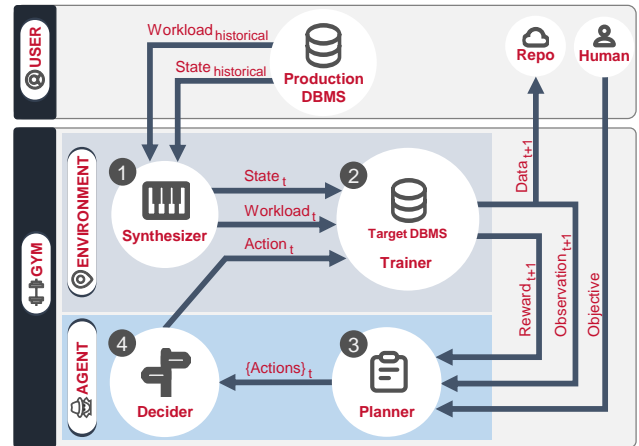 USER
Workload historical
State historical
Production
DBMS
Repo
Human
GYM
ENVIRONMENT
1
Synthesizer
State t
Workload t
Action t
2
Target DBMS
Trainer
Data t+1
Reward t+1
Observation t+1
Objective
AGENT
4
Decider
{Actions} t
3
Planner